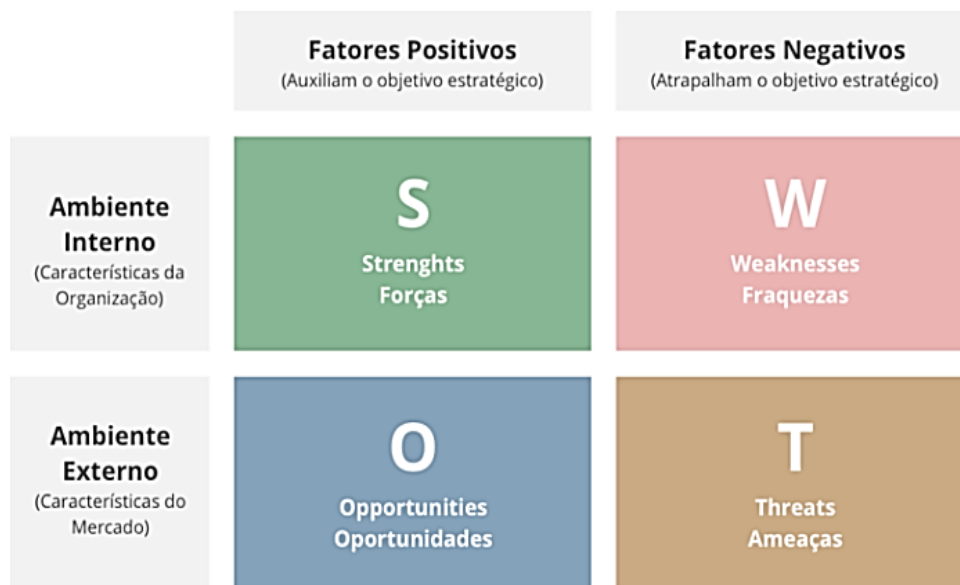 Fatores Positivos
(Auxiliam o objetivo estratégico)
Fatores Negativos
(Atrapalham o objetivo estratégico)
Ambiente
Interno
(Características da
Organização)
S
Strenghts
Forças
W
Weaknesses
Fraquezas
Ambiente
Externo
(Características do
Mercado)
O
Opportunities
Oportunidades
T
Threats
Ameaças